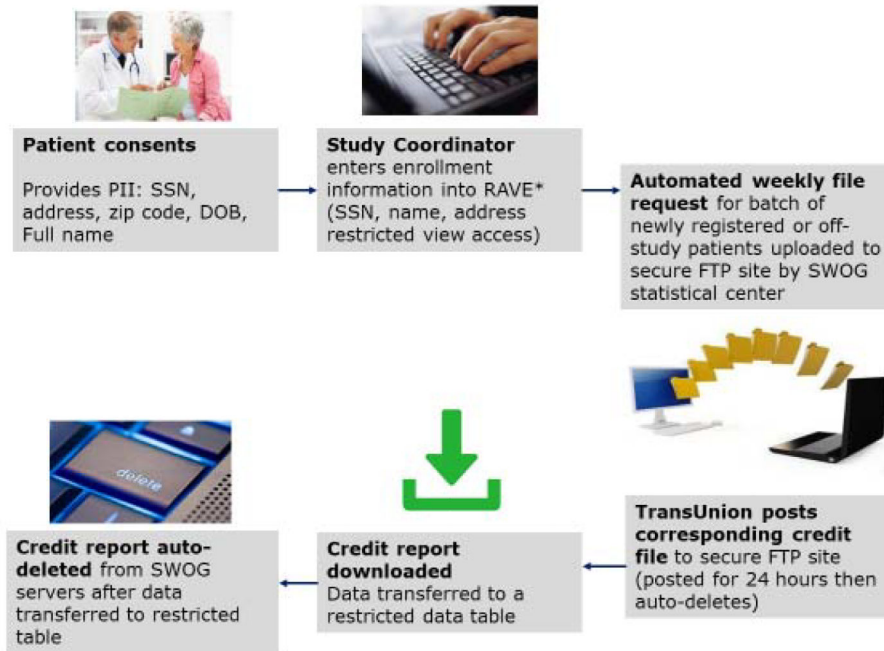 Patient consents
Provides PII: SSN,
address, zip code, DOB,
Full name
Study Coordinator
enters enrollment
information into RAVE*
(SSN, name, address
restricted view access)
Automated weekly file
request for batch of
newly registered or off-
study patients uploaded to
secure FTP site by SWOG
statistical center
TransUnion posts
corresponding credit
file to secure FTP site
(posted for 24 hours then
auto-deletes)
Credit report
downloaded
Data transferred to a
restricted data table
delete
Credit report auto-
deleted from SWOG
servers after data
transferred to restricted
table